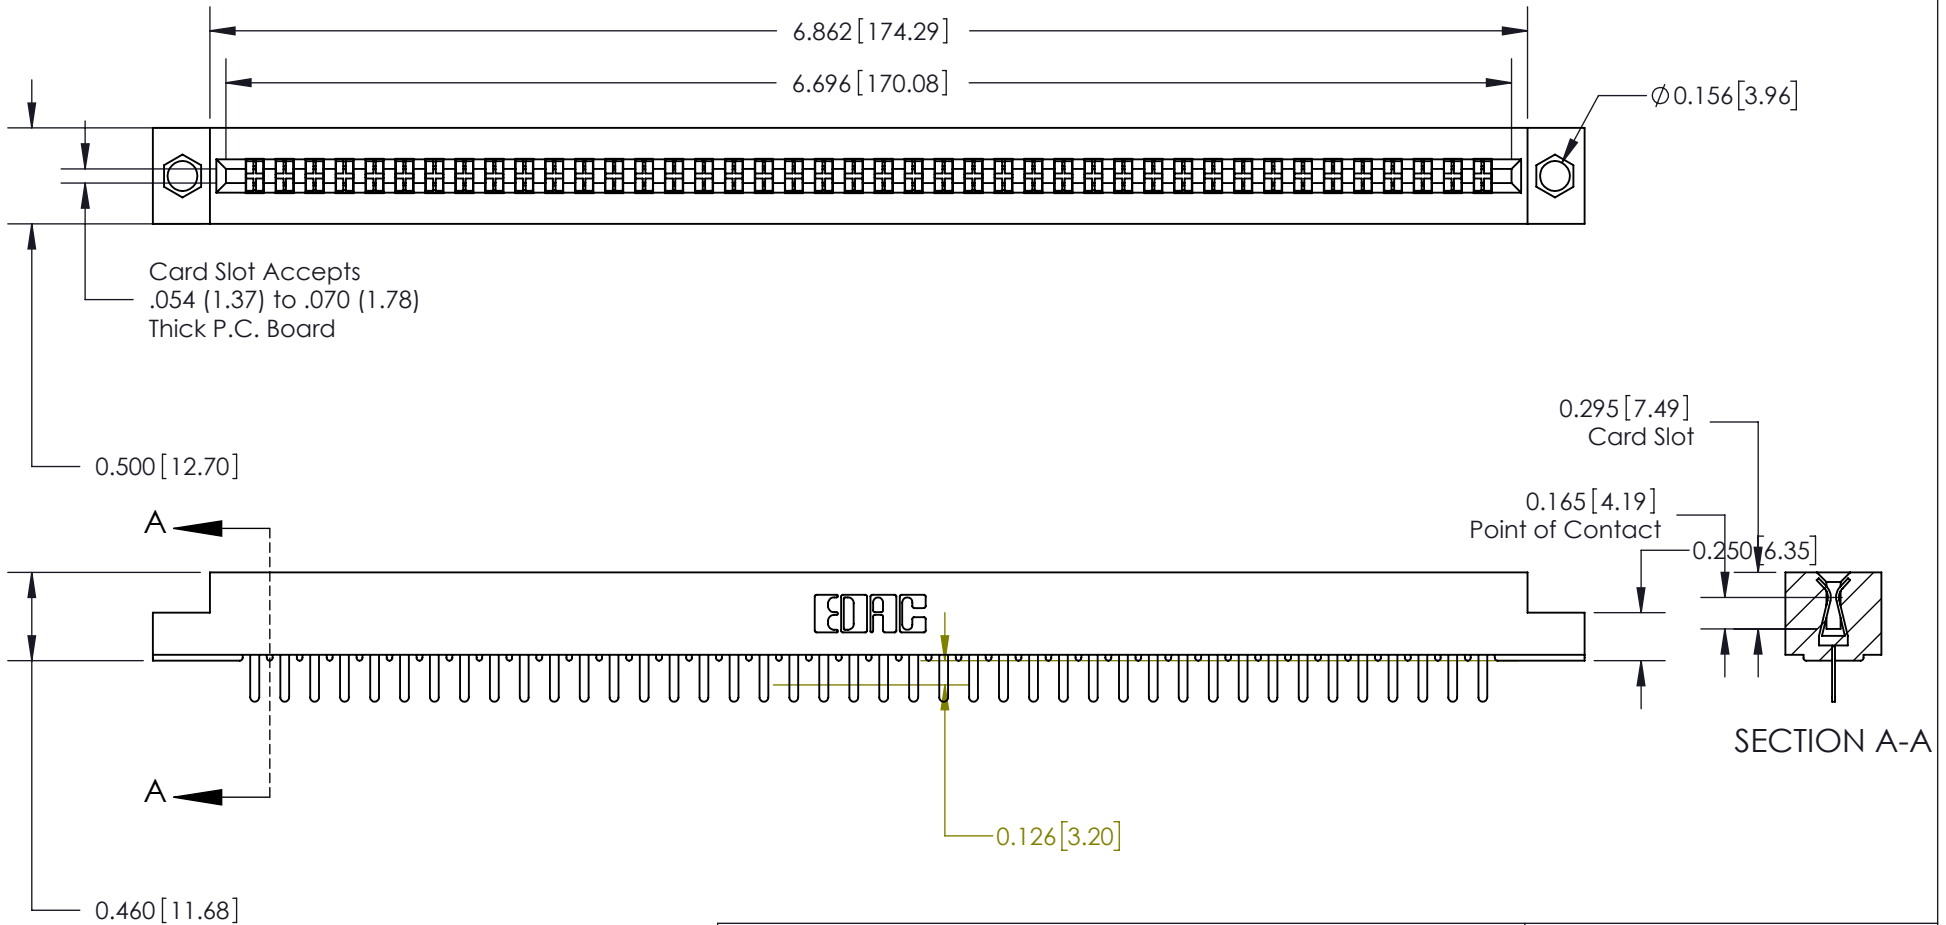 6.862[174.29]
6.696[170.08]
Ø0.156[3.96]
Card Slot Accepts
.054 (1.37) to .070 (1.78)
Thick P.C. Board
0.295[7.49]
Card Slot
0.500[12.70]
0.165[4.19]
Point of Contact
A
0.250[6.35]
EDAC
SECTION A-A
A
0.126[3.20]
0.460[11.68]